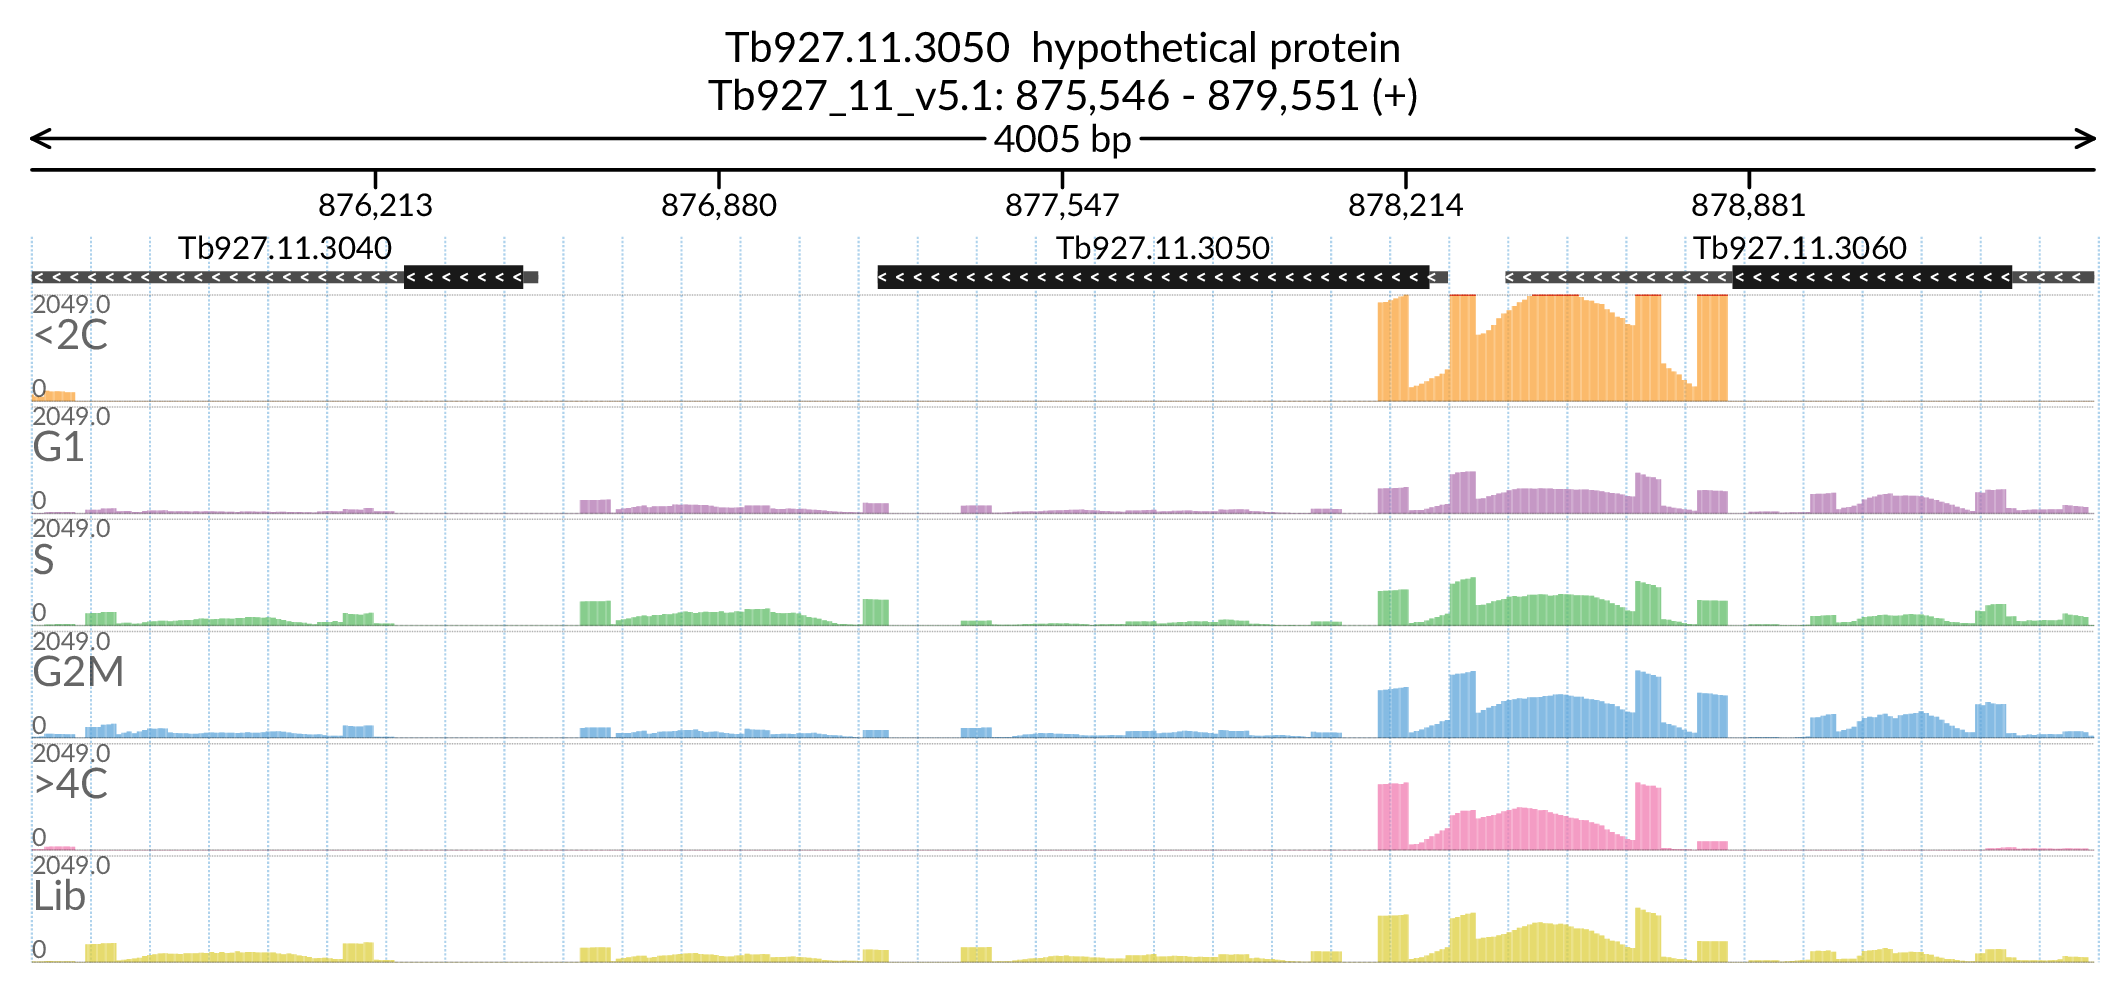 Tb927.11.3050 hypothetical protein
Tb927_11_v5.1: 875,546 - 879,551 (+)
4005 bp
876,213 876,880 877,547 878,214 878,881
Tb927.11.3040 Tb927.11.3050 Tb927.11.3060
2049.0
<2C
0
2049.0
G1
0
2049.0
S
0
2049.0
G2M
0
2049.0
>4C
0
2049.0
Lib
0